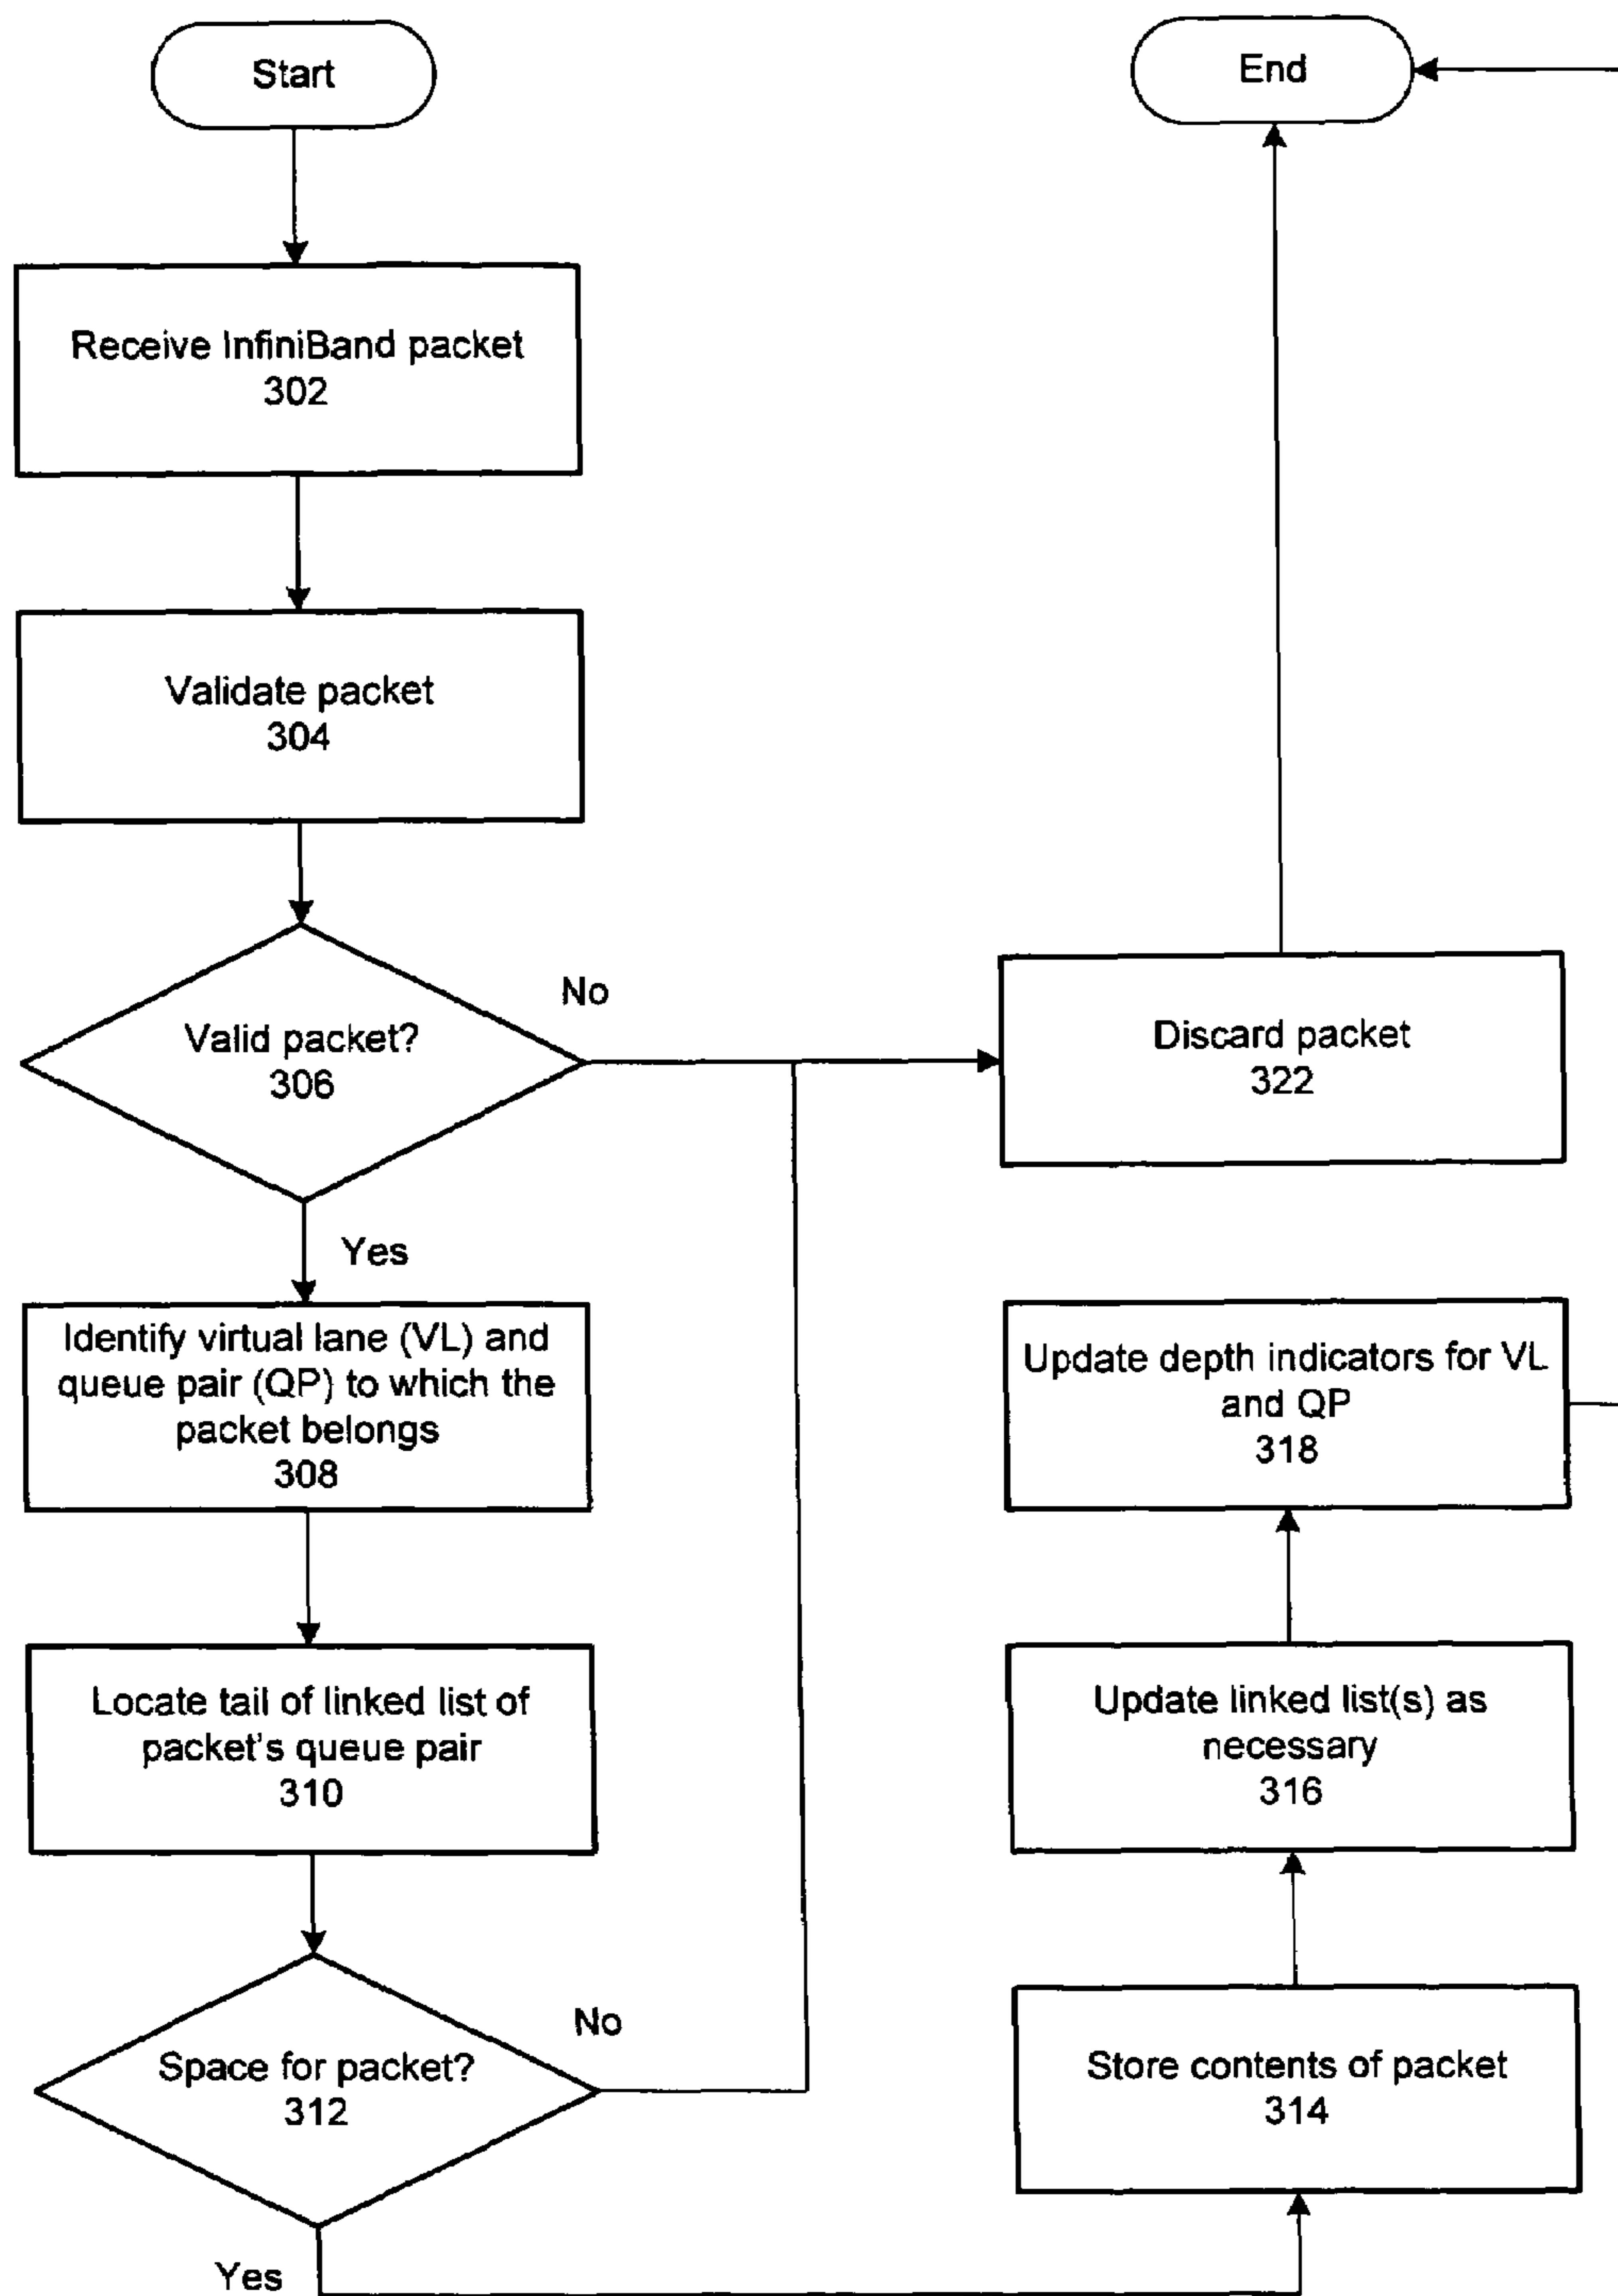 Start
Receive InfiniBand packet
302
Validate packet
304
Valid packet?
306
No
Yes
Identify virtual lane (VL) and
queue pair (QP) to which the
packet belongs
308
Locate tail of linked list of
packet's queue pair
310
Space for packet?
312
No
Yes
End
Discard packet
322
Update depth indicators for VL
and QP
318
Update linked list(s) as
necessary
316
Store contents of packet
314